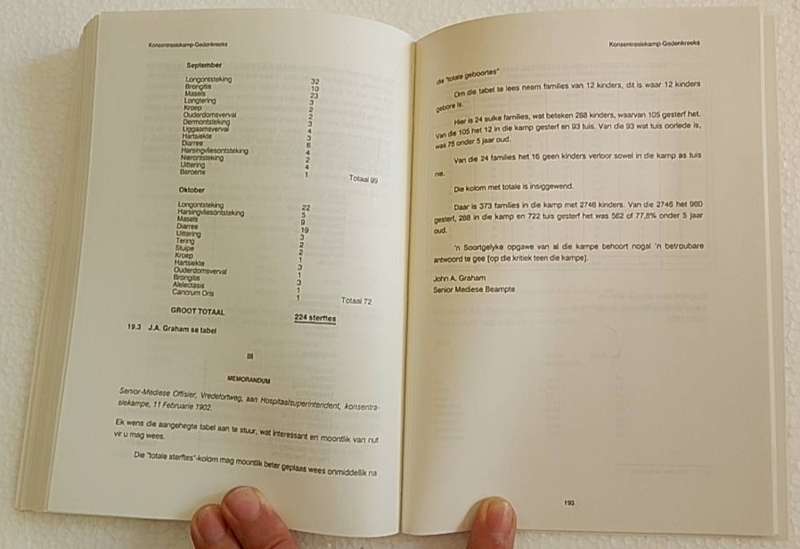 Konsentrasiekamp-Gedenkreeks
September
Longontsteking 32
Brongitis 10
Masels 23
Longtering 3
Kroep 2
Ouderdomsverval 2
Dermontsteking 3
Liggaamsverval 4
Hartsiekte 3
Diarree 6
Harsingvliesontsteking 4
Nierontsteking 2
Uittering 4
Beroerte 1 Totaal 99
Oktober
Longontsteking 22
Harsingvliesontsteking 5
Masels 9
Diarree 19
Uittering 3
Tering 2
Stuipe 2
Kroep 1
Hartsiekte 3
Ouderdomsverval 1
Brongitis 3
Atelectasis 1
Cancrum Oris 1 Totaal 72
GROOT TOTAAL 224 sterftes
19.3 J.A. Graham se tabel
III
MEMORANDUM
Senior-Mediese Offisier, Vredefortweg, aan Hospitaalsuperintendent, konsentra-
siekampe, 11 Februarie 1902.
Ek wens die aangehegte tabel aan te stuur, wat interessant en moontlik van nut
vir u mag wees.
Die "totale sterftes"-kolom mag moontlik beter geplaas wees onmiddellik na
Konsentrasiekamp-Gedenkreeks
die "totale geboortes"
Om die tabel te lees neem families van 12 kinders, dit is waar 12 kinders
gebore is.
Hier is 24 sulke families, wat beteken 288 kinders, waarvan 105 gesterf het.
Van die 105 het 12 in die kamp gesterf en 93 tuis. Van die 93 wat tuis oorlede is,
was 75 onder 5 jaar oud.
Van die 24 families het 16 geen kinders verloor sowel in die kamp as tuis
nie.
Die kolom met totale is insiggewend.
Daar is 373 families in die kamp met 2746 kinders. Van die 2746 het 960
gesterf, 288 in die kamp en 722 tuis gesterf het was 562 of 77,8% onder 5 jaar
oud.
'n Soortgelyke opgawe van al die kampe behoort nogal 'n betroubare
antwoord te gee [op die kritiek teen die kampe].
John A. Graham
Senior Mediese Beampte
193